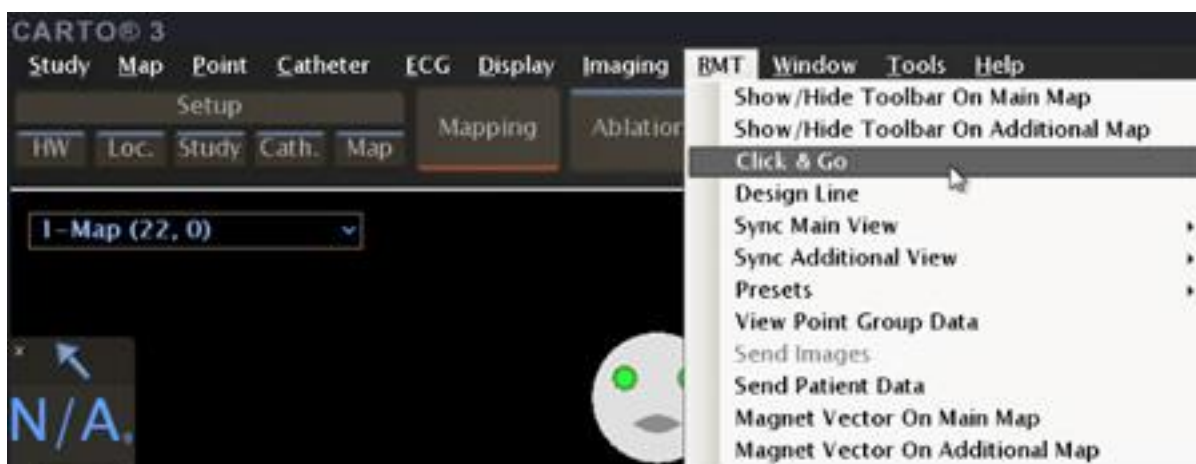 CARTO® 3
Study Map Point Catheter ECG Display Imaging RMT Window Tools Help
Setup
HW Loc. Study Cath. Map
Mapping
Ablation
1-Map (22, 0)
N/A.
Show/Hide Toolbar On Main Map
Show/Hide Toolbar On Additional Map
Click & Go
Design Line
Sync Main View
Sync Additional View
Presets
View Point Group Data
Send Images
Send Patient Data
Magnet Vector On Main Map
Magnet Vector On Additional Map